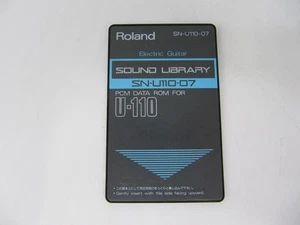 Roland
SN-U110-07
Electric Guitar
SOUND LIBRARY
SN-U110-07
PCM DATA ROM FOR
U-110
• Gently insert with this side facing upward.